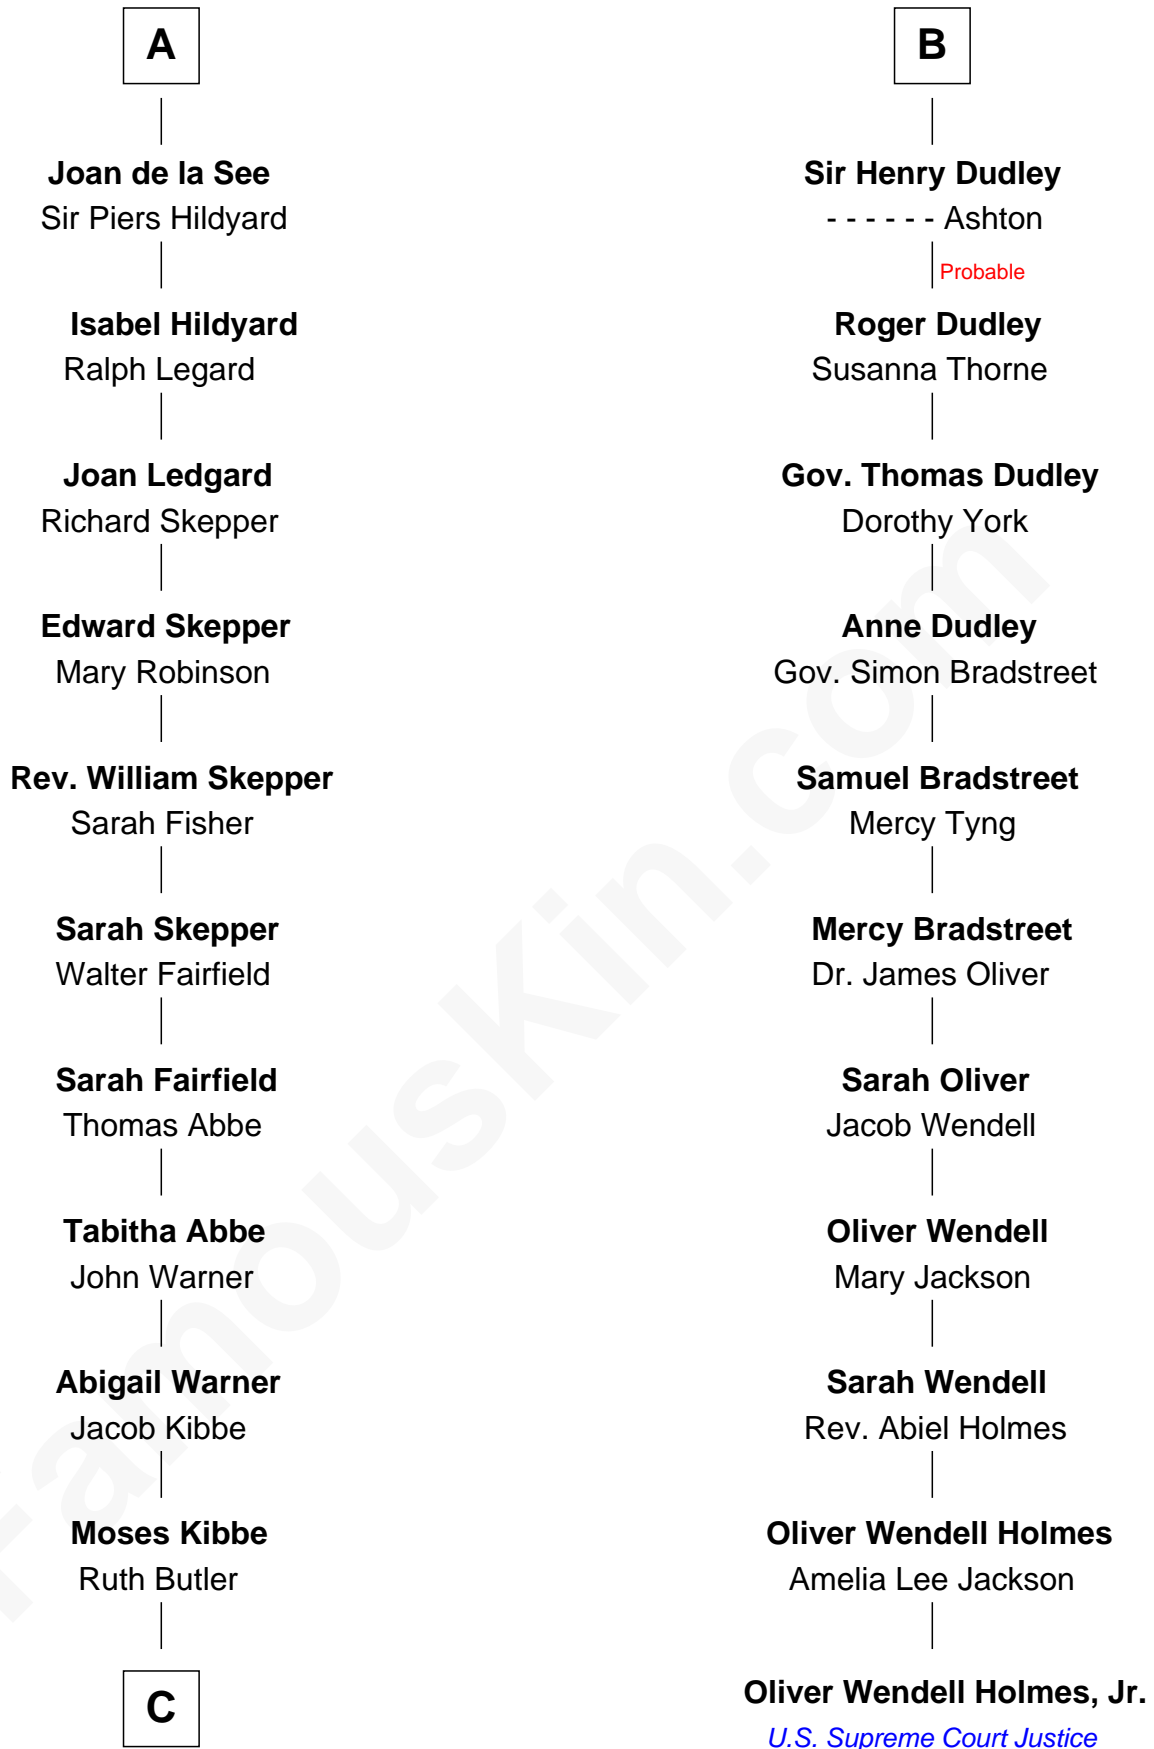 A
Joan de la See
Sir Piers Hildyard
Isabel Hildyard
Ralph Legard
Joan Ledgard
Richard Skepper
Edward Skepper
Mary Robinson
Rev. William Skepper
Sarah Fisher
Sarah Skepper
Walter Fairfield
Sarah Fairfield
Thomas Abbe
Tabitha Abbe
John Warner
Abigail Warner
Jacob Kibbe
Moses Kibbe
Ruth Butler
C
B
Sir Henry Dudley
- - - - - - Ashton
Probable
Roger Dudley
Susanna Thorne
Gov. Thomas Dudley
Dorothy York
Anne Dudley
Gov. Simon Bradstreet
Samuel Bradstreet
Mercy Tyng
Mercy Bradstreet
Dr. James Oliver
Sarah Oliver
Jacob Wendell
Oliver Wendell
Mary Jackson
Sarah Wendell
Rev. Abiel Holmes
Oliver Wendell Holmes
Amelia Lee Jackson
Oliver Wendell Holmes, Jr.
U.S. Supreme Court Justice
FamousKin.com